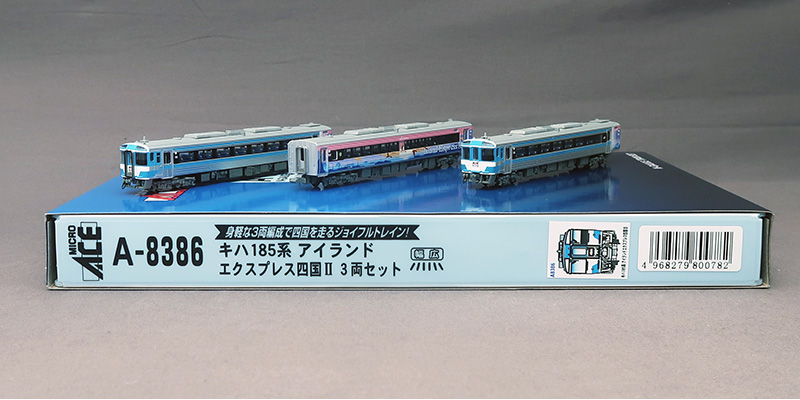 MICRO
ACE
A-8386
身軽な3両編成で四国を走るジョイフルトレイン!
キハ185系 アイランド
エクスプレス四国II 3両セット
A8386
4 968279 800782